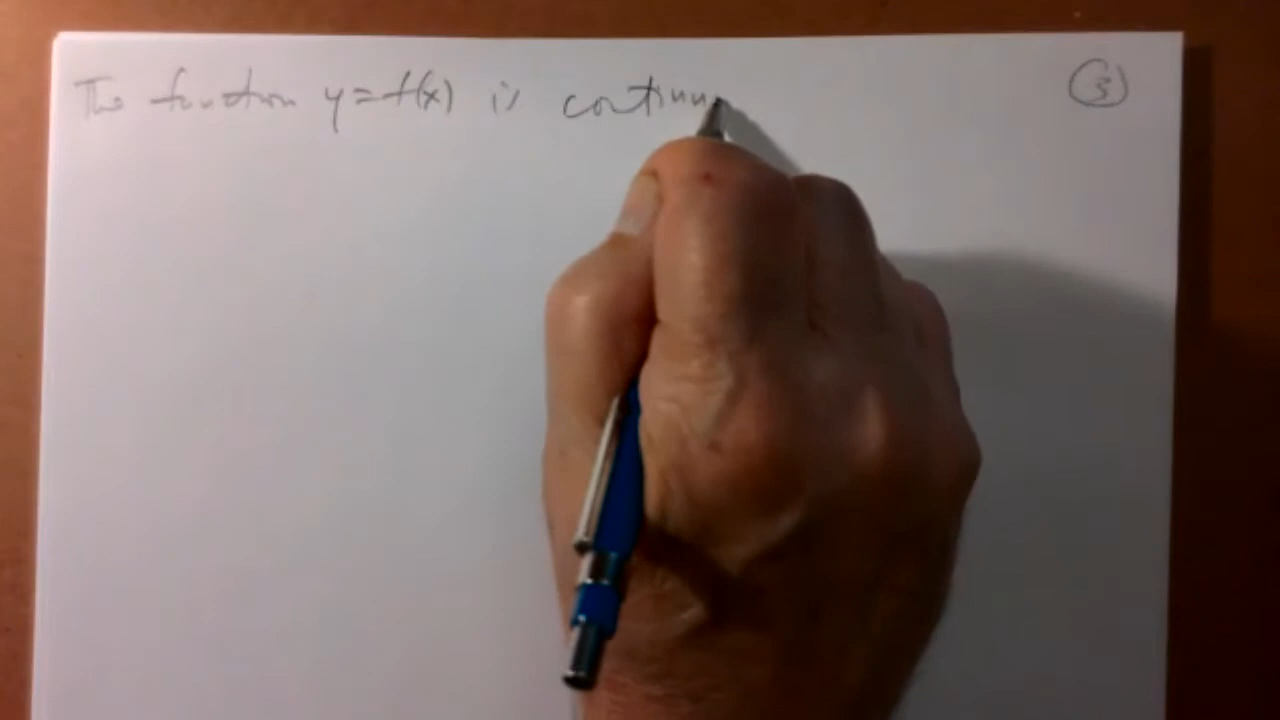 The function y=f(x) is continu
3